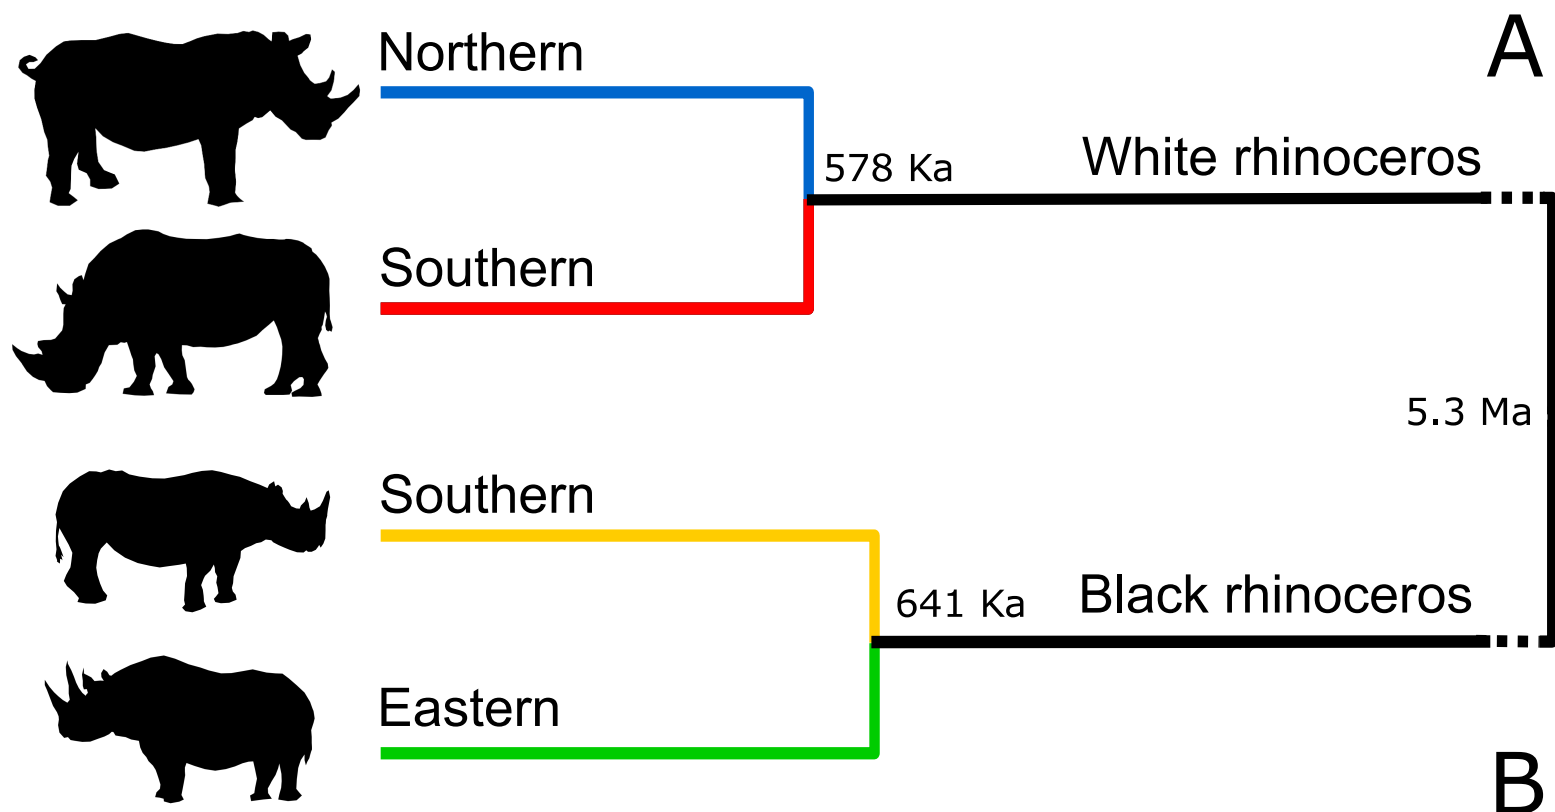 A
Northern
578 Ka
White rhinoceros
Southern
5.3 Ma
Southern
641 Ka
Black rhinoceros
Eastern
B